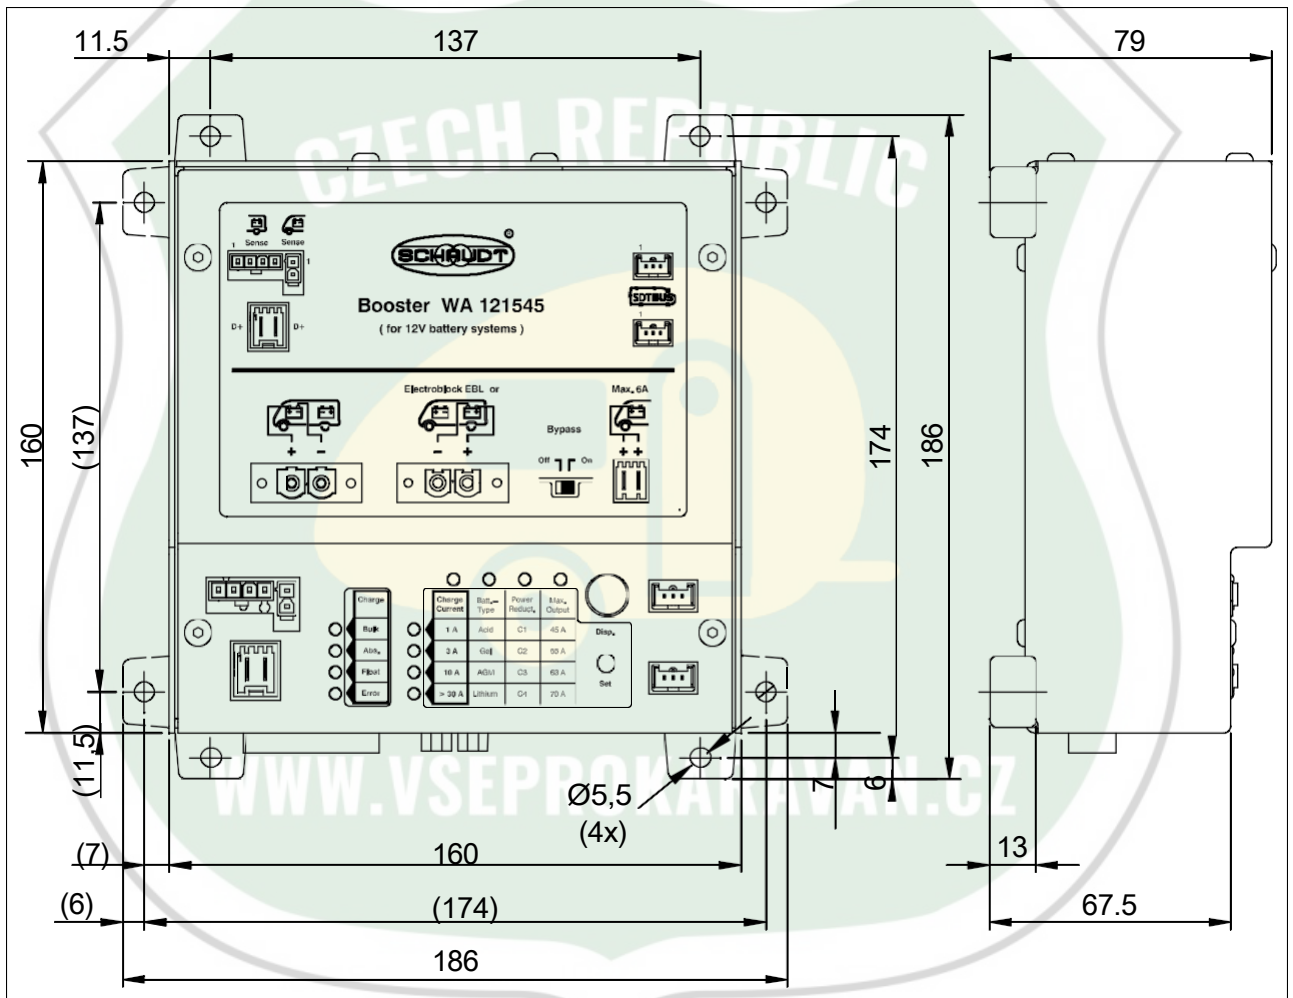 11.5
137
79
CZECH REPUBLIC
Sense Sense
1
1
SCHAUDT
®
Booster WA 121545
( for 12V battery systems )
D+ D+
1
SDTBUS
1
160
(137)
174
186
Electroblock EBL or
Max. 6A
Bypass
Off On
+ -
- +
+ +
Charge
Bulk
Abs.
Float
Error
Charge Current Batt.– Type Power Reduct. Max. Output
1 A Acid C1 45 A
3 A Gel C2
10 A AGM C3
> 30 A Lithium C4 70 A
Disp.
Set
(11,5)
WWW.VSEPROKARAVAN.CZ
Ø5,5
(4x)
7
6
(7)
160
13
(6)
(174)
67.5
186